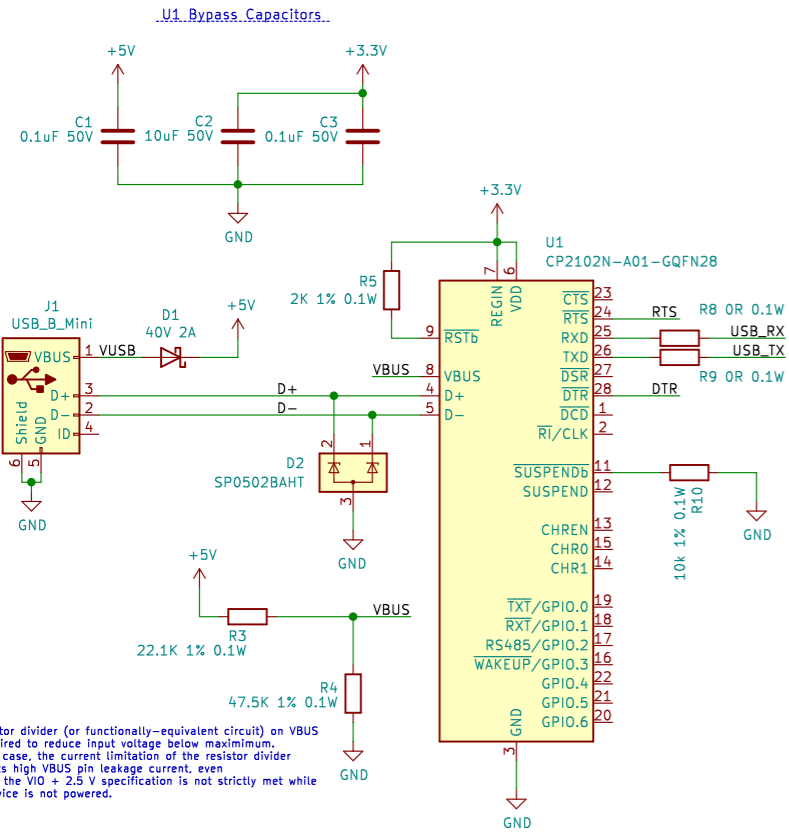 U1 Bypass Capacitors
+5V
+3.3V
C1
0.1uF 50V
C2
10uF 50V
C3
0.1uF 50V
GND
+3.3V
U1
CP2102N-A01-GQFN28
R5
2K 1% 0.1W
7
6
REGIN
VDD
9
RSTb
VBUS
8
VBUS
4
D+
5
D-
CTS
23
RTS
24
RTS
RXD
25
R8 0R 0.1W
USB_RX
TXD
26
USB_TX
R9 0R 0.1W
DSR
27
DTR
28
DTR
DCD
1
RI/CLK
2
SUSPENDb
11
SUSPEND
12
10k 1% 0.1W
R10
GND
CHREN
13
CHR0
15
CHR1
14
TXT/GPIO.0
19
RXT/GPIO.1
18
RS485/GPIO.2
17
WAKEUP/GPIO.3
16
GPIO.4
22
GPIO.5
21
GPIO.6
20
GND
3
GND
J1
USB_B_Mini
VBUS
1
VUSB
D+
3
D-
2
ID
4
Shield
GND
6
5
GND
D1
40V 2A
+5V
D+
D-
2
1
D2
SP0502BAHT
3
GND
+5V
R3
22.1K 1% 0.1W
VBUS
R4
47.5K 1% 0.1W
GND
divider (or functionally-equivalent circuit) on VBUS
to reduce input voltage below maximimum.
case, the current limitation of the resistor divider
high VBUS pin leakage current, even
the VIO + 2.5 V specification is not strictly met while
is not powered.